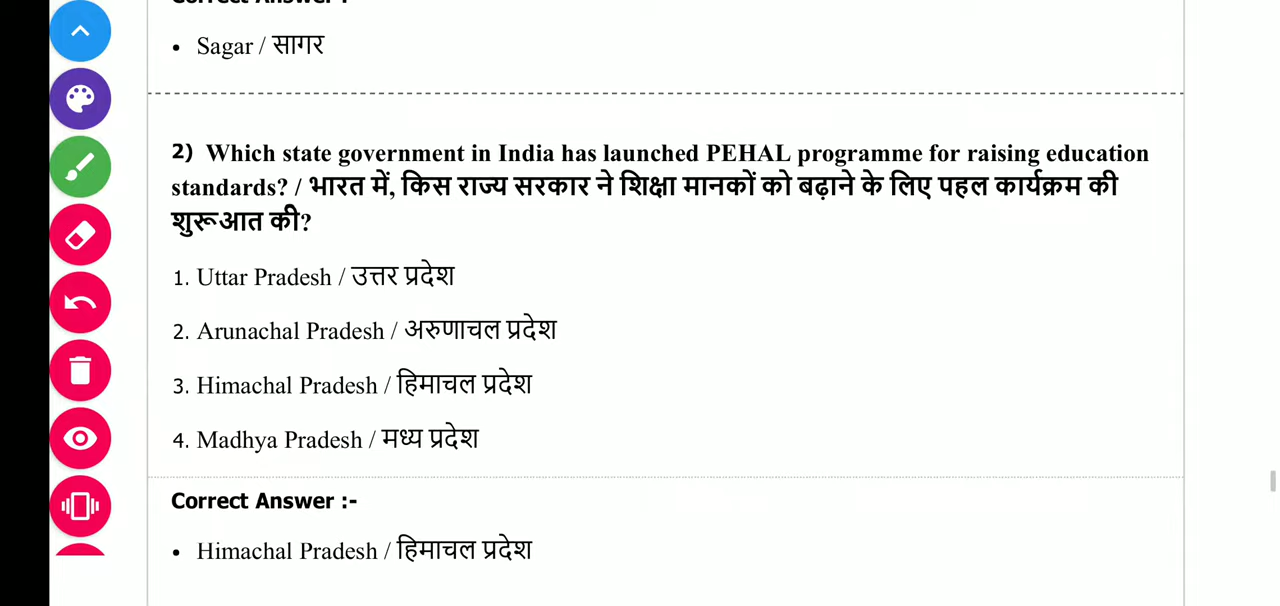 Correct Answer :-
• Sagar / सागर
2) Which state government in India has launched PEHAL programme for raising education
standards? / भारत में, किस राज्य सरकार ने शिक्षा मानकों को बढ़ाने के लिए पहल कार्यक्रम की
शुरूआत की?
1. Uttar Pradesh / उत्तर प्रदेश
2. Arunachal Pradesh / अरुणाचल प्रदेश
3. Himachal Pradesh / हिमाचल प्रदेश
4. Madhya Pradesh / मध्य प्रदेश
Correct Answer :-
• Himachal Pradesh / हिमाचल प्रदेश